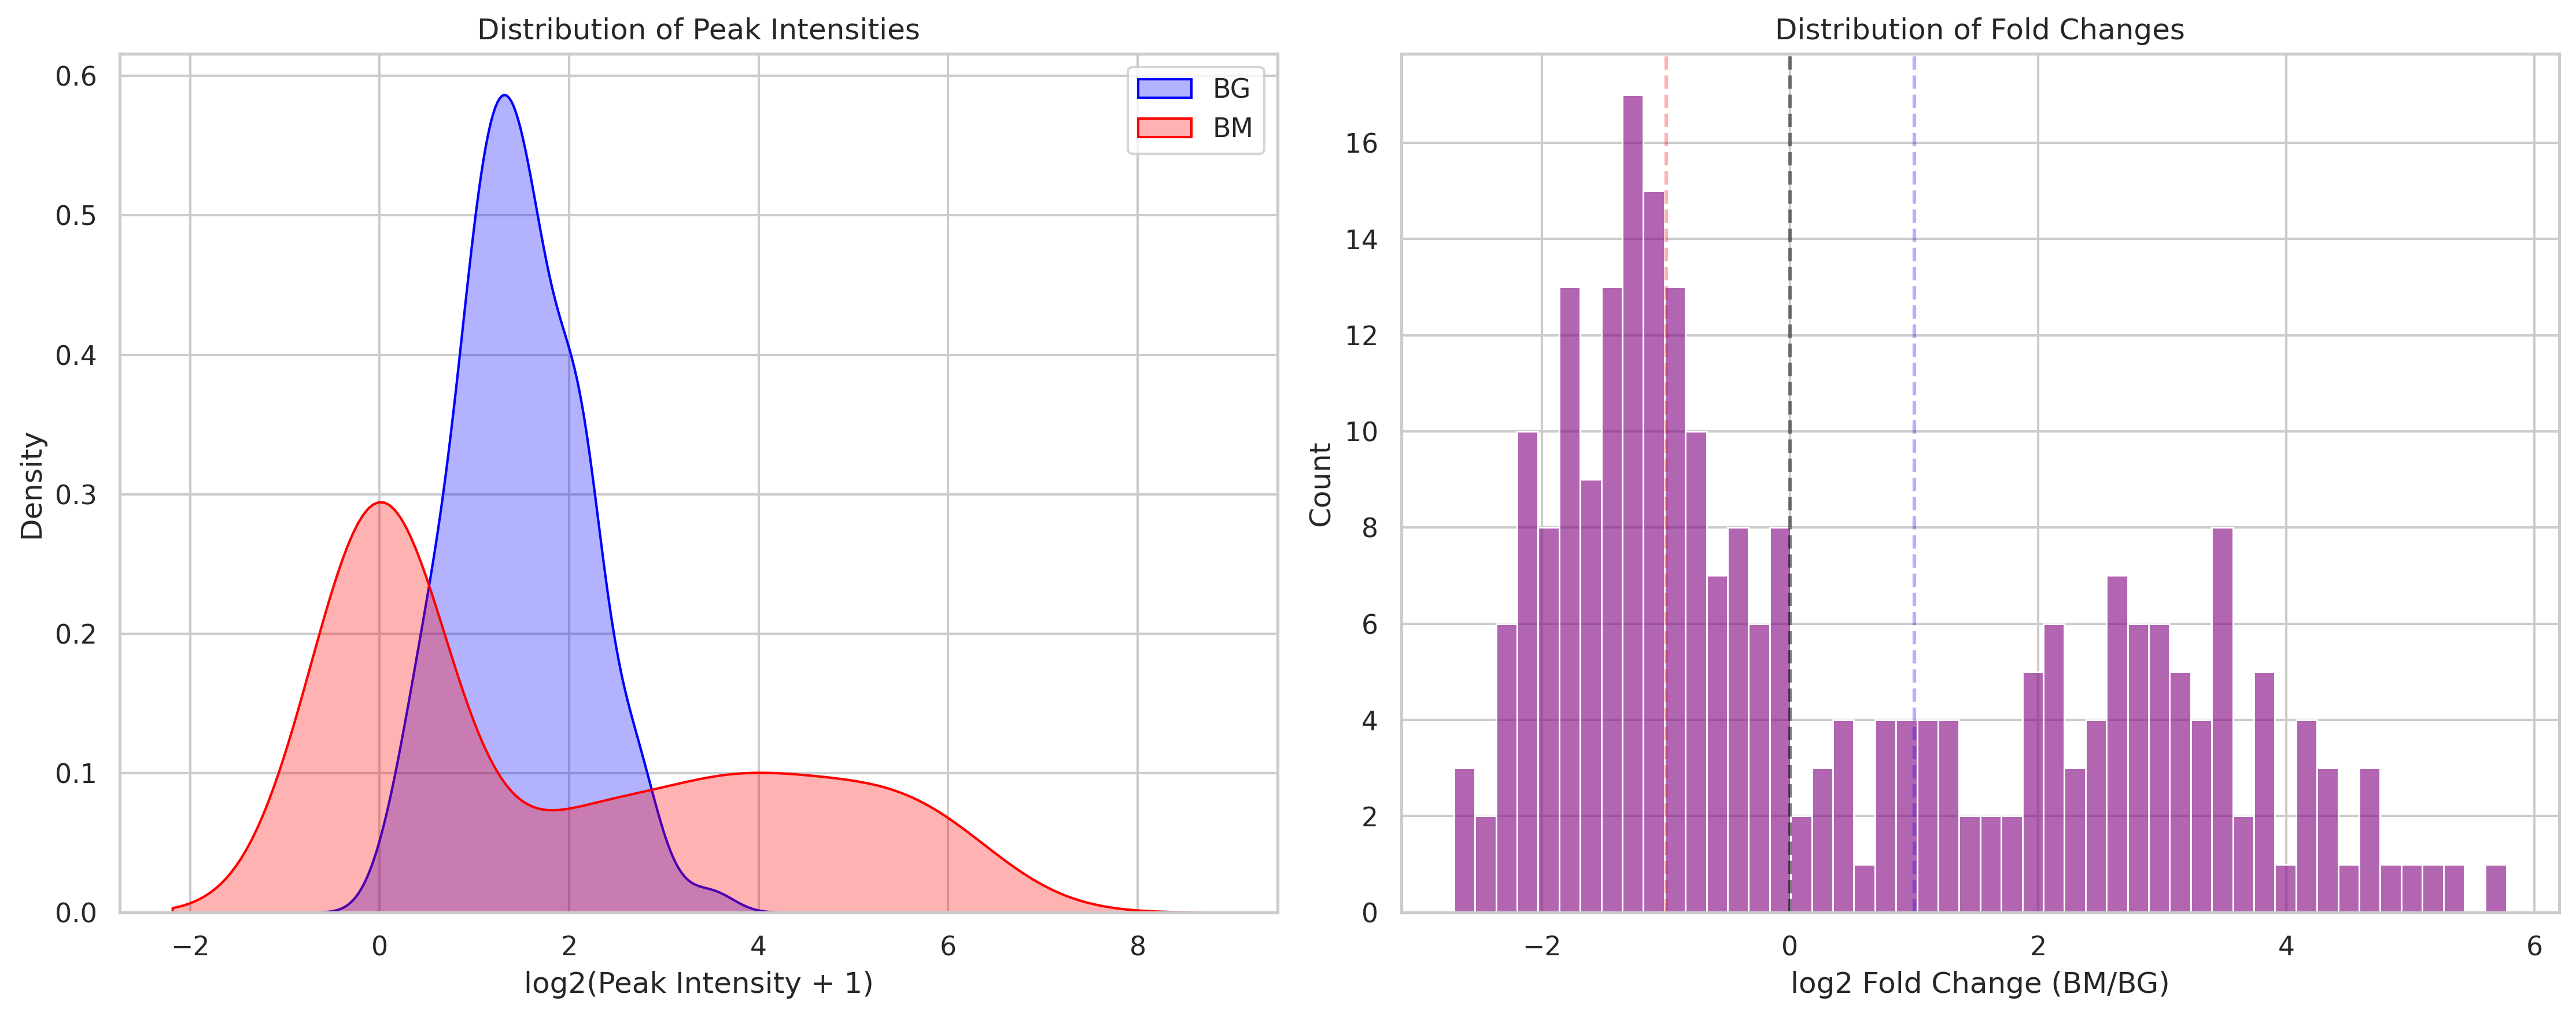 Distribution of Peak Intensities
0.6
0.5
0.4
0.3
0.2
0.1
0.0
Density
BG
BM
−2 0 2 4 6 8
log2(Peak Intensity + 1)
Distribution of Fold Changes
16
14
12
10
8
6
4
2
0
Count
−2 0 2 4 6
log2 Fold Change (BM/BG)